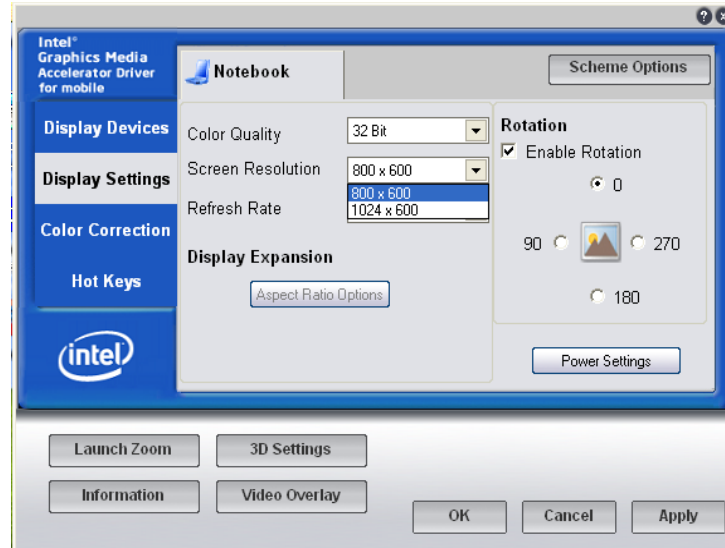 Intel®
Graphics Media
Accelerator Driver
for mobile
Notebook
Scheme Options
Display Devices
Display Settings
Color Correction
Hot Keys
intel
Color Quality
32 Bit
Screen Resolution
800 x 600
800 x 600
1024 x 600
Refresh Rate
Display Expansion
Aspect Ratio Options
Rotation
Enable Rotation
0
90
270
180
Power Settings
Launch Zoom
3D Settings
Information
Video Overlay
OK
Cancel
Apply